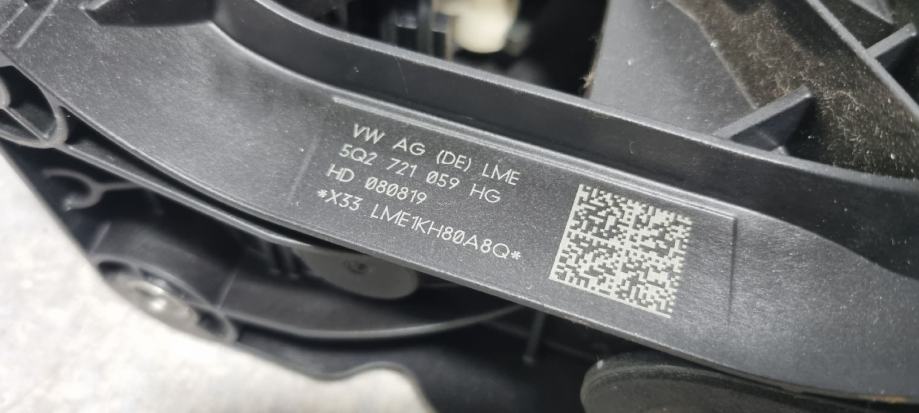 VW AG (DE) LME
5Q2 721 059 HG
HD 080819
*X33 LME1KH80A8Q*